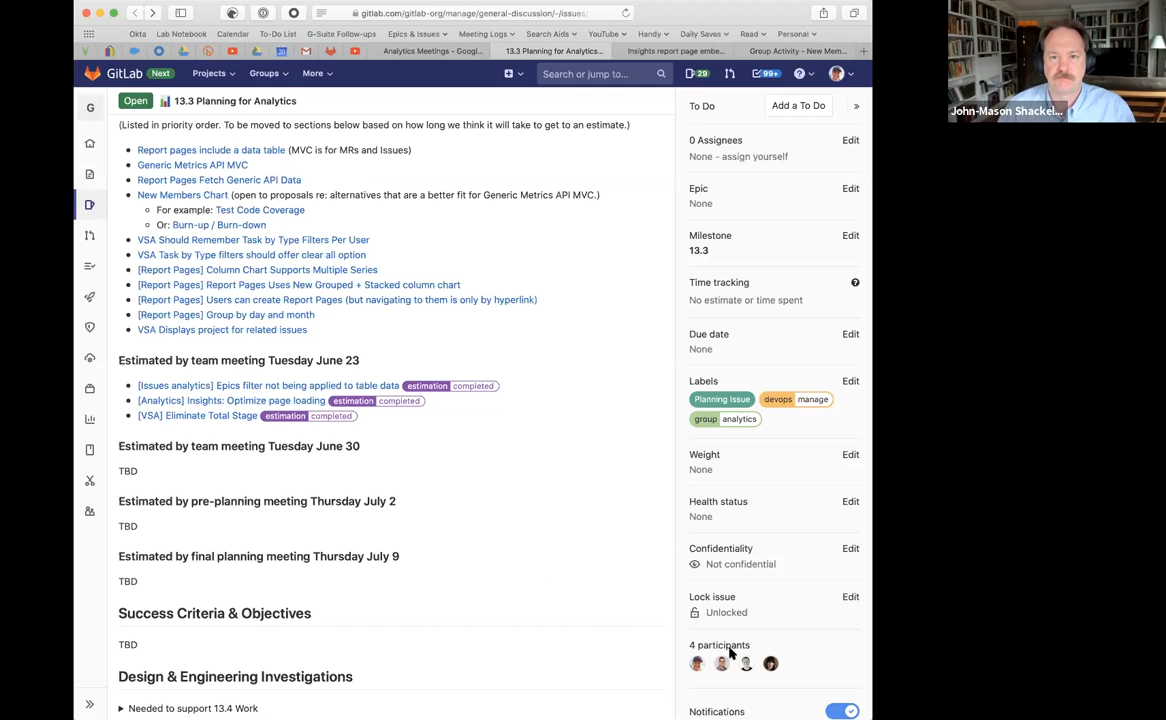 gitlab.com/gitlab-org/manage/general-discussion/-/issues
Okta Lab Notebook Calendar To-Do List G-Suite Follow-ups Epics & Issues Meeting Logs Search Aids YouTube Handy Daily Saves Read Personal
Analytics Meetings - Googl... 13.3 Planning for Analytics... Insights report page embe... Group Activity - New Mem...
GitLab Next Projects Groups More Search or jump to... 29 99+
G
Open 13.3 Planning for Analytics
(Listed in priority order. To be moved to sections below based on how long we think it will take to get to an estimate.)
Report pages include a data table (MVC is for MRs and Issues)
Generic Metrics API MVC
Report Pages Fetch Generic API Data
New Members Chart (open to proposals re: alternatives that are a better fit for Generic Metrics API MVC.)
For example: Test Code Coverage
Or: Burn-up / Burn-down
VSA Should Remember Task by Type Filters Per User
VSA Task by Type filters should offer clear all option
[Report Pages] Column Chart Supports Multiple Series
[Report Pages] Report Pages Uses New Grouped + Stacked column chart
[Report Pages] Users can create Report Pages (but navigating to them is only by hyperlink)
[Report Pages] Group by day and month
VSA Displays project for related issues
Estimated by team meeting Tuesday June 23
[Issues analytics] Epics filter not being applied to table data estimation completed
[Analytics] Insights: Optimize page loading estimation completed
[VSA] Eliminate Total Stage estimation completed
Estimated by team meeting Tuesday June 30
TBD
Estimated by pre-planning meeting Thursday July 2
TBD
Estimated by final planning meeting Thursday July 9
TBD
Success Criteria & Objectives
TBD
Design & Engineering Investigations
Needed to support 13.4 Work
To Do Add a To Do
0 Assignees Edit
None - assign yourself
Epic Edit
None
Milestone Edit
13.3
Time tracking
No estimate or time spent
Due date Edit
None
Labels Edit
Planning Issue devops manage
group analytics
Weight Edit
None
Health status Edit
None
Confidentiality Edit
Not confidential
Lock issue Edit
Unlocked
4 participants
Notifications
John-Mason Shackel...